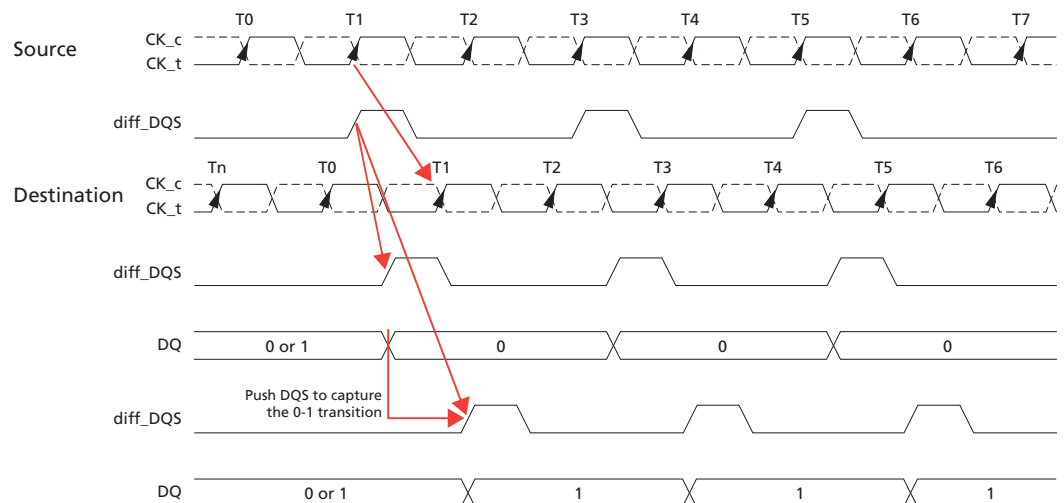 T0 T1 T2 T3 T4 T5 T6 T7
Source
CK_c
CK_t
diff_DQS
Tn T0 T1 T2 T3 T4 T5 T6
Destination
CK_c
CK_t
diff_DQS
DQ 0 or 1 0 0 0
Push DQS to capture
the 0-1 transition
diff_DQS
DQ 0 or 1 1 1 1